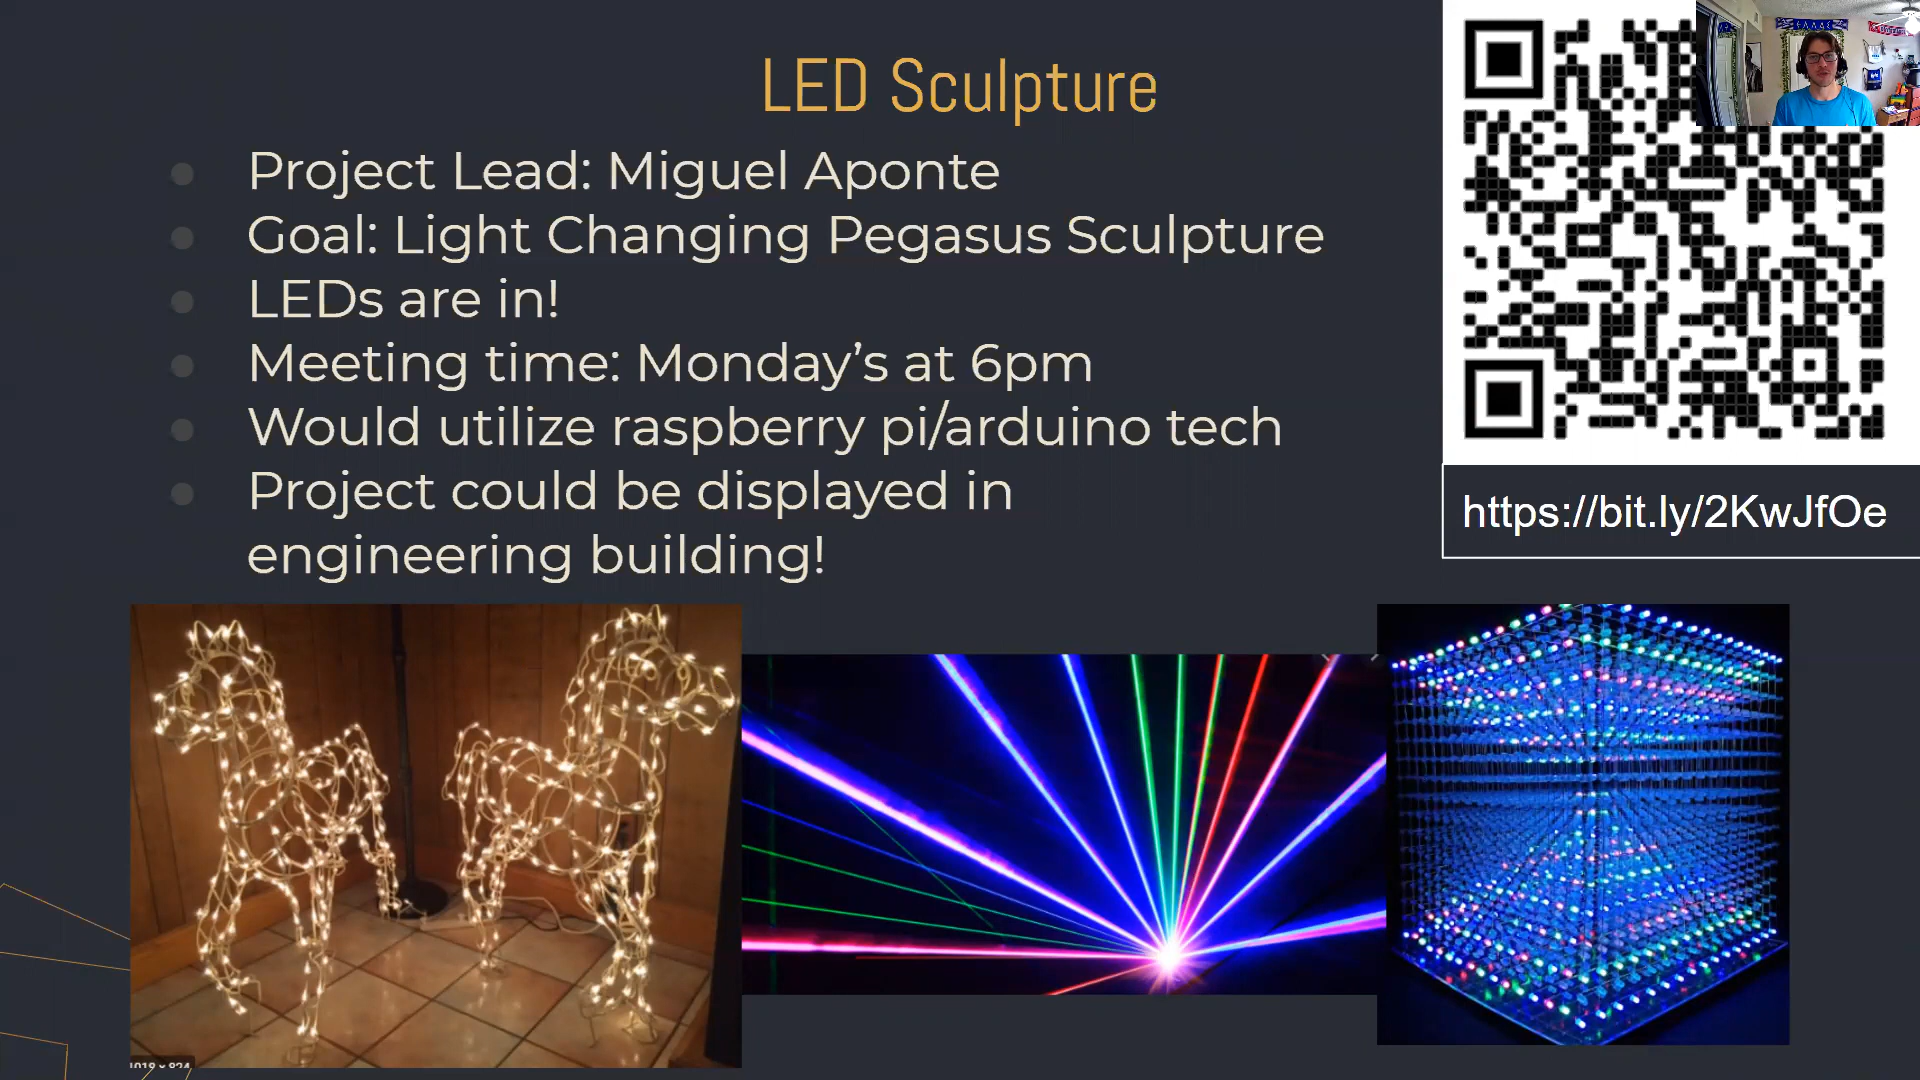 LED Sculpture
Project Lead: Miguel Aponte
Goal: Light Changing Pegasus Sculpture
LEDs are in!
Meeting time: Monday’s at 6pm
Would utilize raspberry pi/arduino tech
Project could be displayed in
engineering building!
https://bit.ly/2KwJfOe